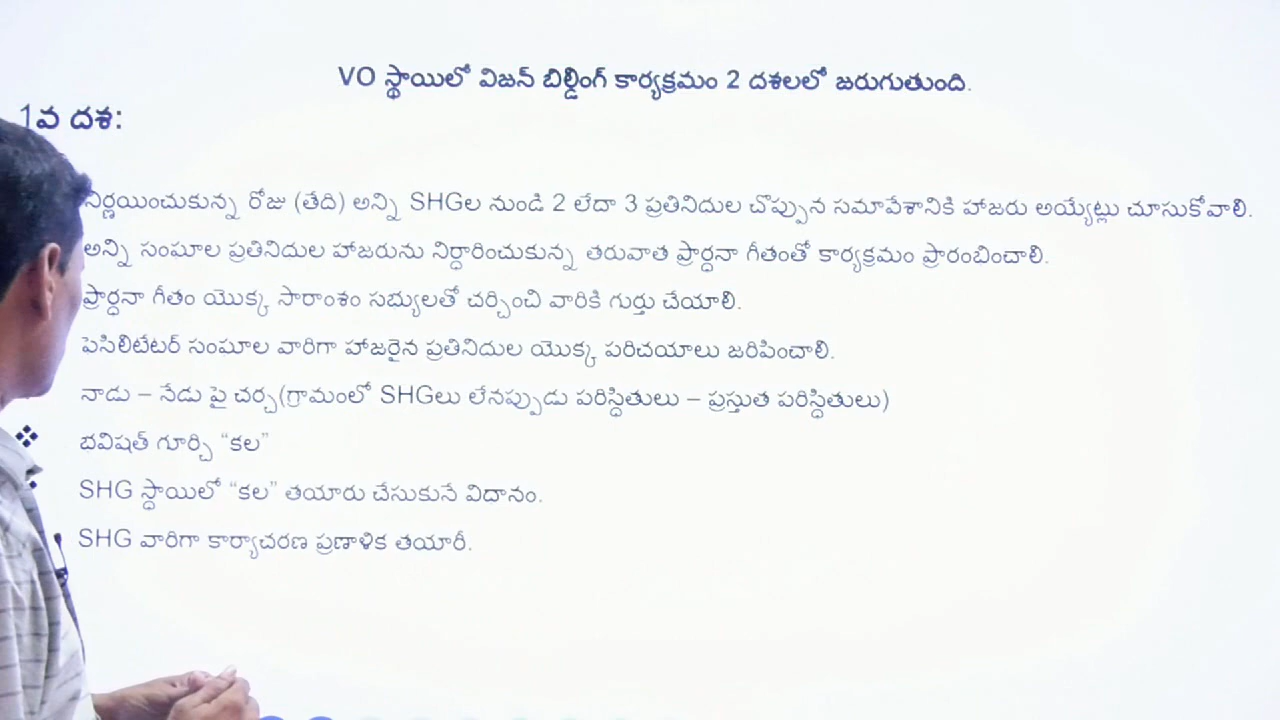 VO స్థాయిలో విజన్ బిల్డింగ్ కార్యక్రమం 2 దశలలో జరుగుతుంది.
1వ దశ:
నిర్ణయించుకున్న రోజు (తేది) అన్ని SHGల నుండి 2 లేదా 3 ప్రతినిదుల చొప్పున సమావేశానికి హాజరు అయ్యేట్లు చూసుకోవాలి.
అన్ని సంఘాల ప్రతినిదుల హాజరును నిర్ధారించుకున్న తరువాత ప్రార్ధనా గీతంతో కార్యక్రమం ప్రారంబించాలి.
ప్రార్ధనా గీతం యొక్క సారాంశం సభ్యులతో చర్చించి వారికి గుర్తు చేయాలి.
పెసిలిటేటర్ సంఘాల వారిగా హాజరైన ప్రతినిదుల యొక్క పరిచయాలు జరిపించాలి.
నాడు – నేడు పై చర్చ(గ్రామంలో SHGలు లేనప్పుడు పరిస్ధితులు – ప్రస్తుత పరిస్ధితులు)
బవిషత్ గూర్చి “కల”
SHG స్ధాయిలో “కల” తయారు చేసుకునే విదానం.
SHG వారిగా కార్యాచరణ ప్రణాళిక తయారీ.